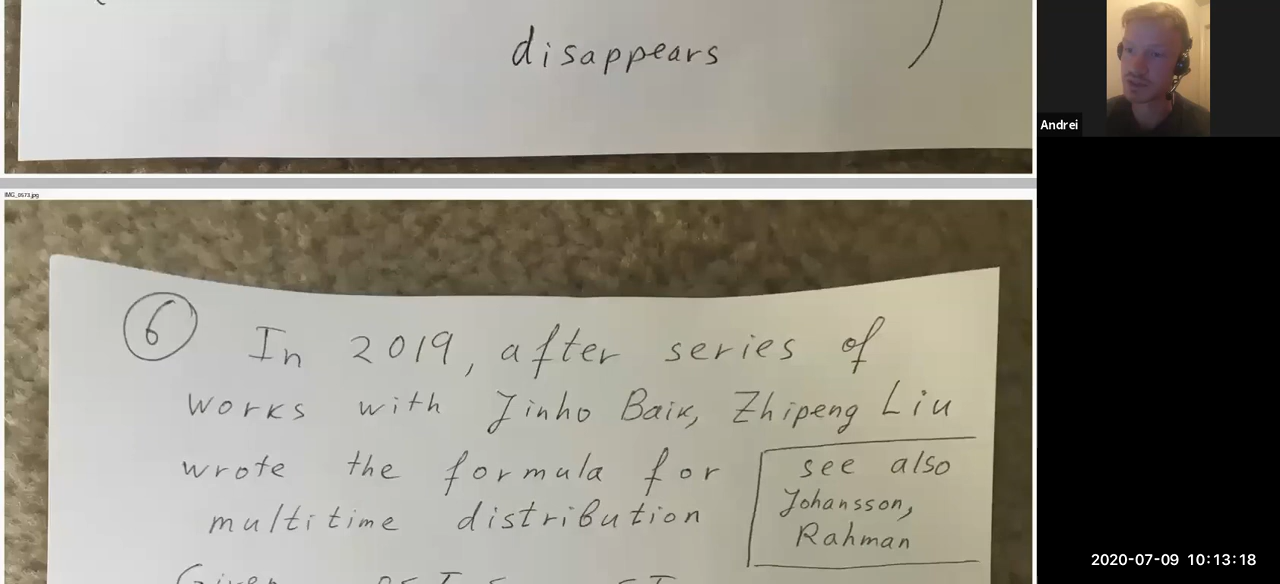 disappears
IMG_0573.jpg
6
In 2019, after series of
works with Jinho Baik, Zhipeng Liu
wrote the formula for
multitime distribution
see also
Johansson,
Rahman
Given
Andrei
2020-07-09 10:13:18